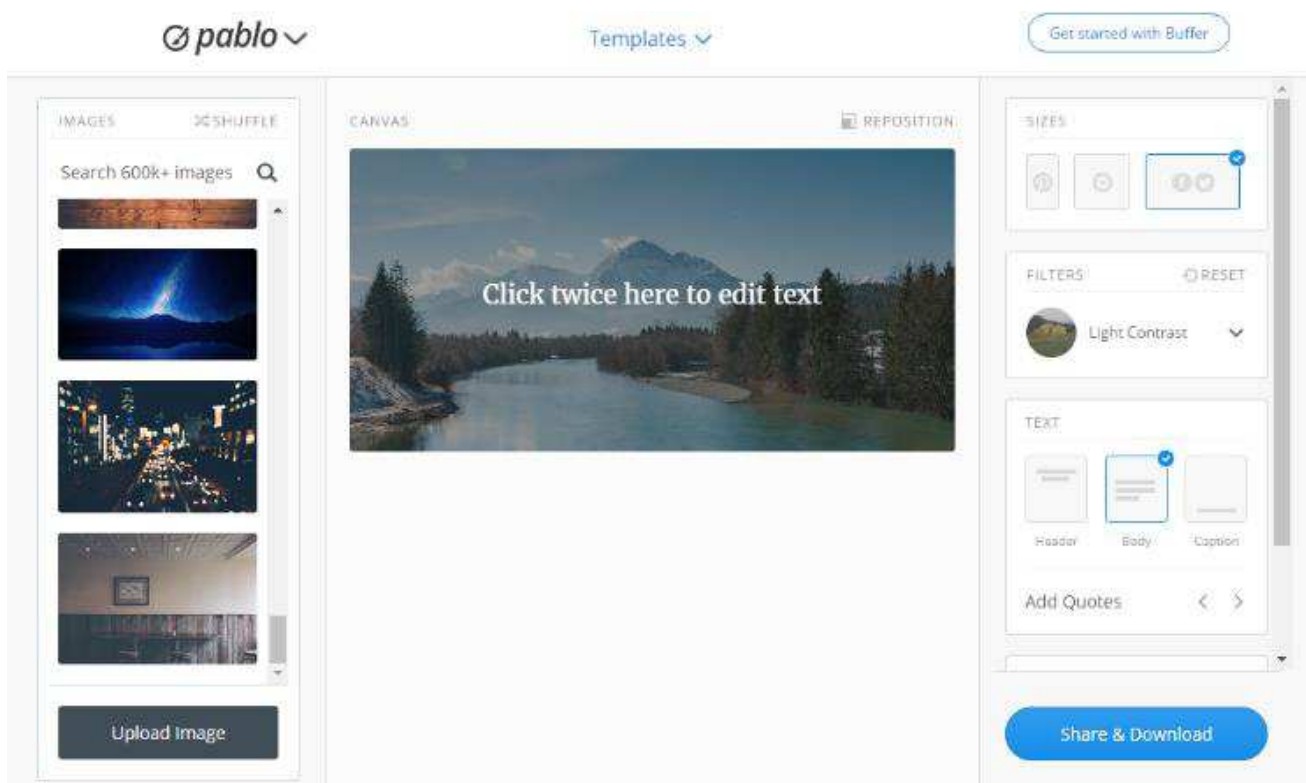 pablo
Templates
Get started with Buffer
IMAGES
SHUFFLE
Search 600k+ images
Upload Image
CANVAS
REPOSITION
Click twice here to edit text
SIZES
FILTERS
RESET
Light Contrast
TEXT
Header
Body
Caption
Add Quotes
Share & Download